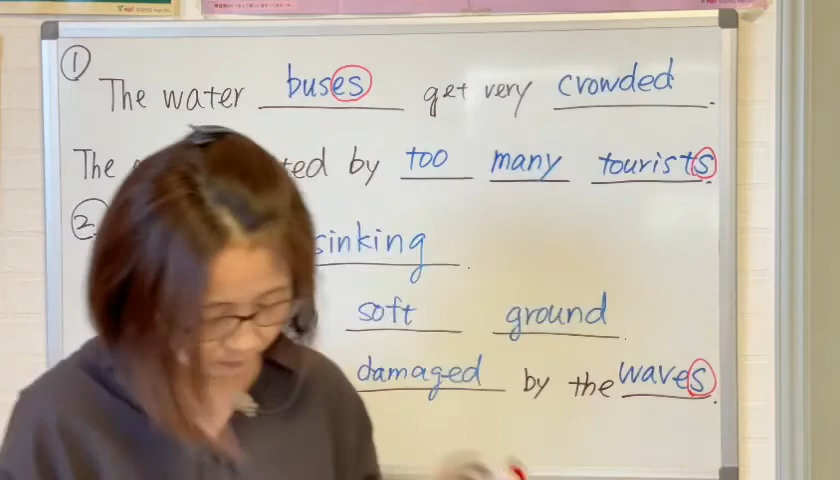 ①
The water buses get very crowded.
The ted by too many tourists.
②
sinking.
soft ground.
damaged by the waves.